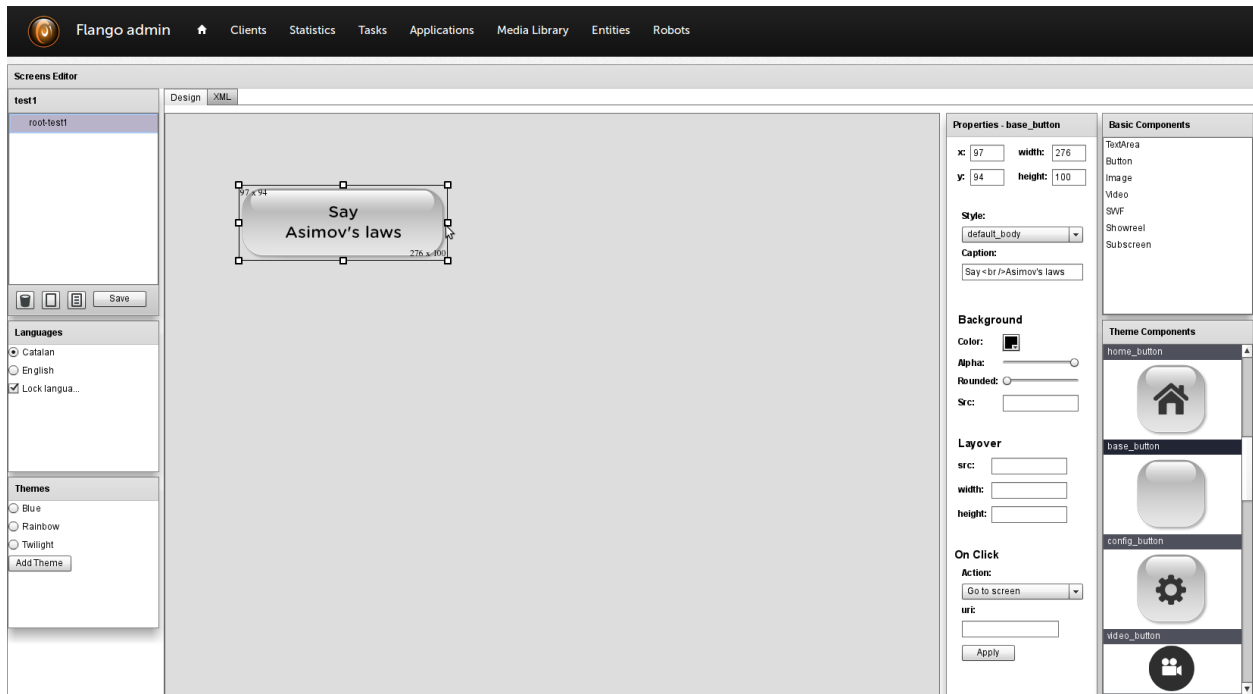 Flango admin
Clients
Statistics
Tasks
Applications
Media Library
Entities
Robots
Screens Editor
test1
root-test1
Save
Languages
Catalan
English
Lock langua...
Themes
Blue
Rainbow
Twilight
Add Theme
Design
XML
97 x 94
Say
Asimov's laws
276 x 100
Properties - base_button
x: 97 width: 276
y: 94 height: 100
Style:
default_body
Caption:
Say<br />Asimov's laws
Background
Color:
Alpha:
Rounded:
Src:
Layover
src:
width:
height:
On Click
Action:
Go to screen
uri:
Apply
Basic Components
TextArea
Button
Image
Video
SWF
Showreel
Subscreen
Theme Components
home_button
base_button
config_button
video_button